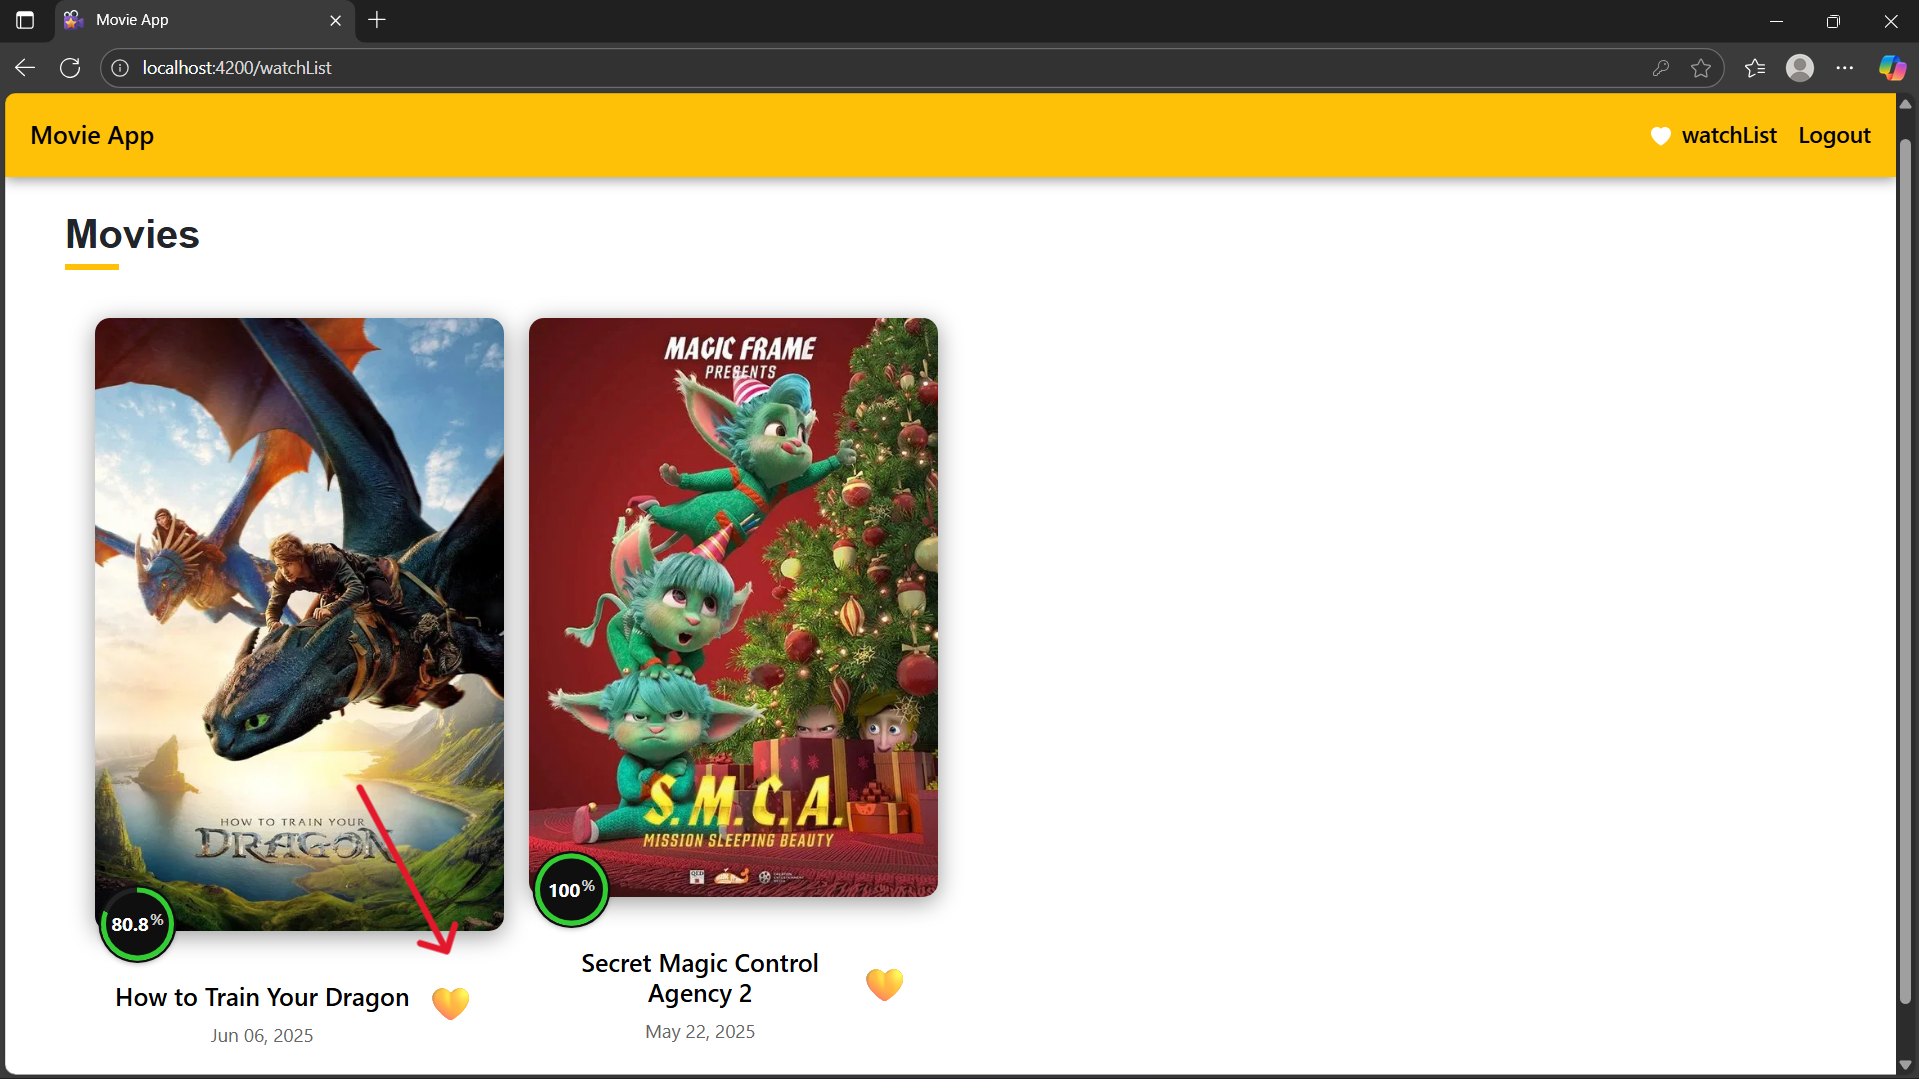 Movie App
localhost:4200/watchList
Movie App
watchList Logout
Movies
HOW TO TRAIN YOUR
DRAGON
80.8%
How to Train Your Dragon
Jun 06, 2025
MAGIC FRAME
PRESENTS
S.M.C.A.
MISSION SLEEPING BEAUTY
100%
Secret Magic Control
Agency 2
May 22, 2025